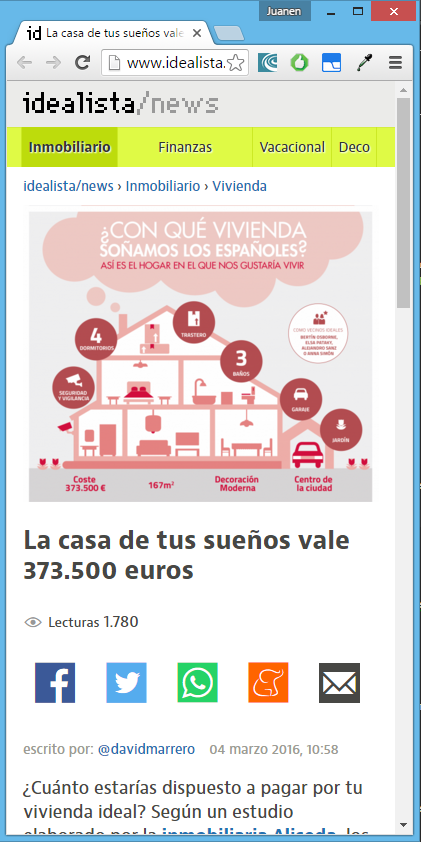 Juanen
id La casa de tus sueños vale
www.idealista.
idealista/news
Inmobiliario Finanzas Vacacional Deco
idealista/news › Inmobiliario › Vivienda
¿CON QUÉ VIVIENDA
SOÑAMOS LOS ESPAÑOLES?
ASÍ ES EL HOGAR EN EL QUE NOS GUSTARÍA VIVIR
4
DORMITORIOS
TRASTERO
COMO VECINOS IDEALES
BERTÍN OSBORNE,
ELSA PATAKY,
ALEJANDRO SANZ
O ANNA SIMÓN
3
BAÑOS
SEGURIDAD
Y VIGILANCIA
GARAJE
JARDÍN
Coste
373.500 €
167m²
Decoración
Moderna
Centro de
la ciudad
La casa de tus sueños vale
373.500 euros
Lecturas 1.780
escrito por: @davidmarrero 04 marzo 2016, 10:58
¿Cuánto estarías dispuesto a pagar por tu
vivienda ideal? Según un estudio
elaborado por la inmobiliaria Aliseda, los